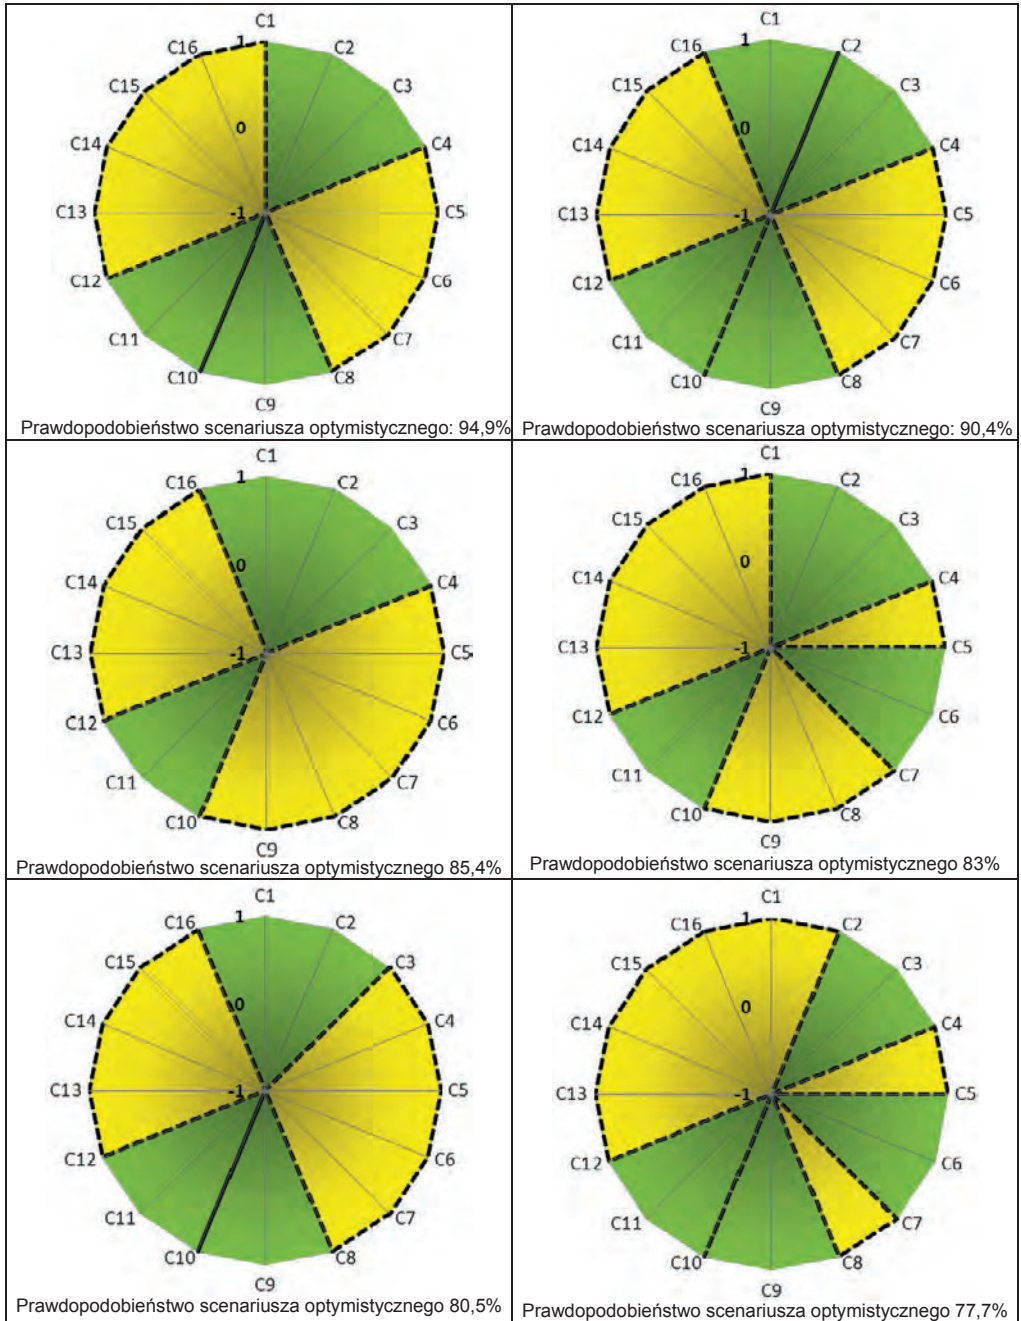 C1
1
C2
C3
C4
C5
C6
C7
C8
C9
C10
C11
C12
C13
C14
C15
C16
0
-1
Prawdopodobieństwo scenariusza optymistycznego: 94,9%
C1
1
C2
C3
C4
C5
C6
C7
C8
C9
C10
C11
C12
C13
C14
C15
C16
0
-1
Prawdopodobieństwo scenariusza optymistycznego: 90,4%
C1
1
C2
C3
C4
C5
C6
C7
C8
C9
C10
C11
C12
C13
C14
C15
C16
0
-1
Prawdopodobieństwo scenariusza optymistycznego 85,4%
C1
1
C2
C3
C4
C5
C6
C7
C8
C9
C10
C11
C12
C13
C14
C15
C16
0
-1
Prawdopodobieństwo scenariusza optymistycznego 83%
C1
1
C2
C3
C4
C5
C6
C7
C8
C9
C10
C11
C12
C13
C14
C15
C16
0
-1
Prawdopodobieństwo scenariusza optymistycznego 80,5%
C1
1
C2
C3
C4
C5
C6
C7
C8
C9
C10
C11
C12
C13
C14
C15
C16
0
-1
Prawdopodobieństwo scenariusza optymistycznego 77,7%